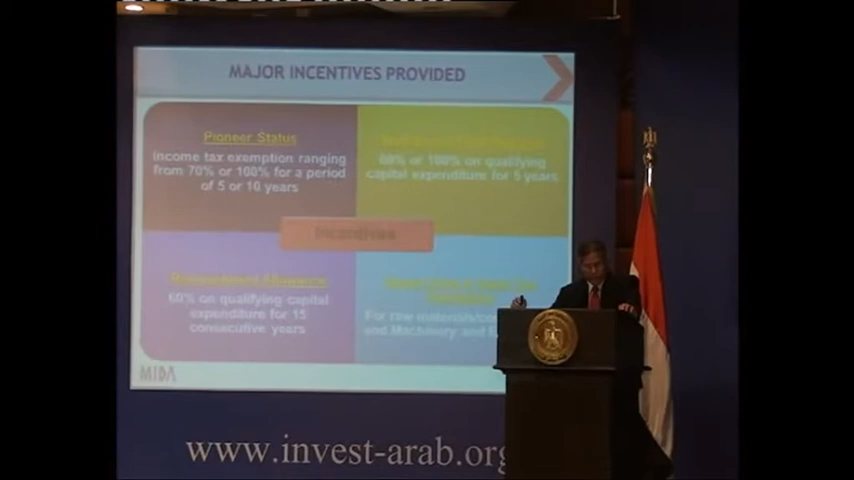 MAJOR INCENTIVES PROVIDED
Pioneer Status
Income tax exemption ranging
from 70% or 100% for a period
of 5 or 10 years
60% or 100% on qualifying
capital expenditure for 5 years
Incentives
Reinvestment Allowance
60% on qualifying capital
expenditure for 15
consecutive years
For raw materials/
and Machinery and
MIDA
www.invest-arab.org